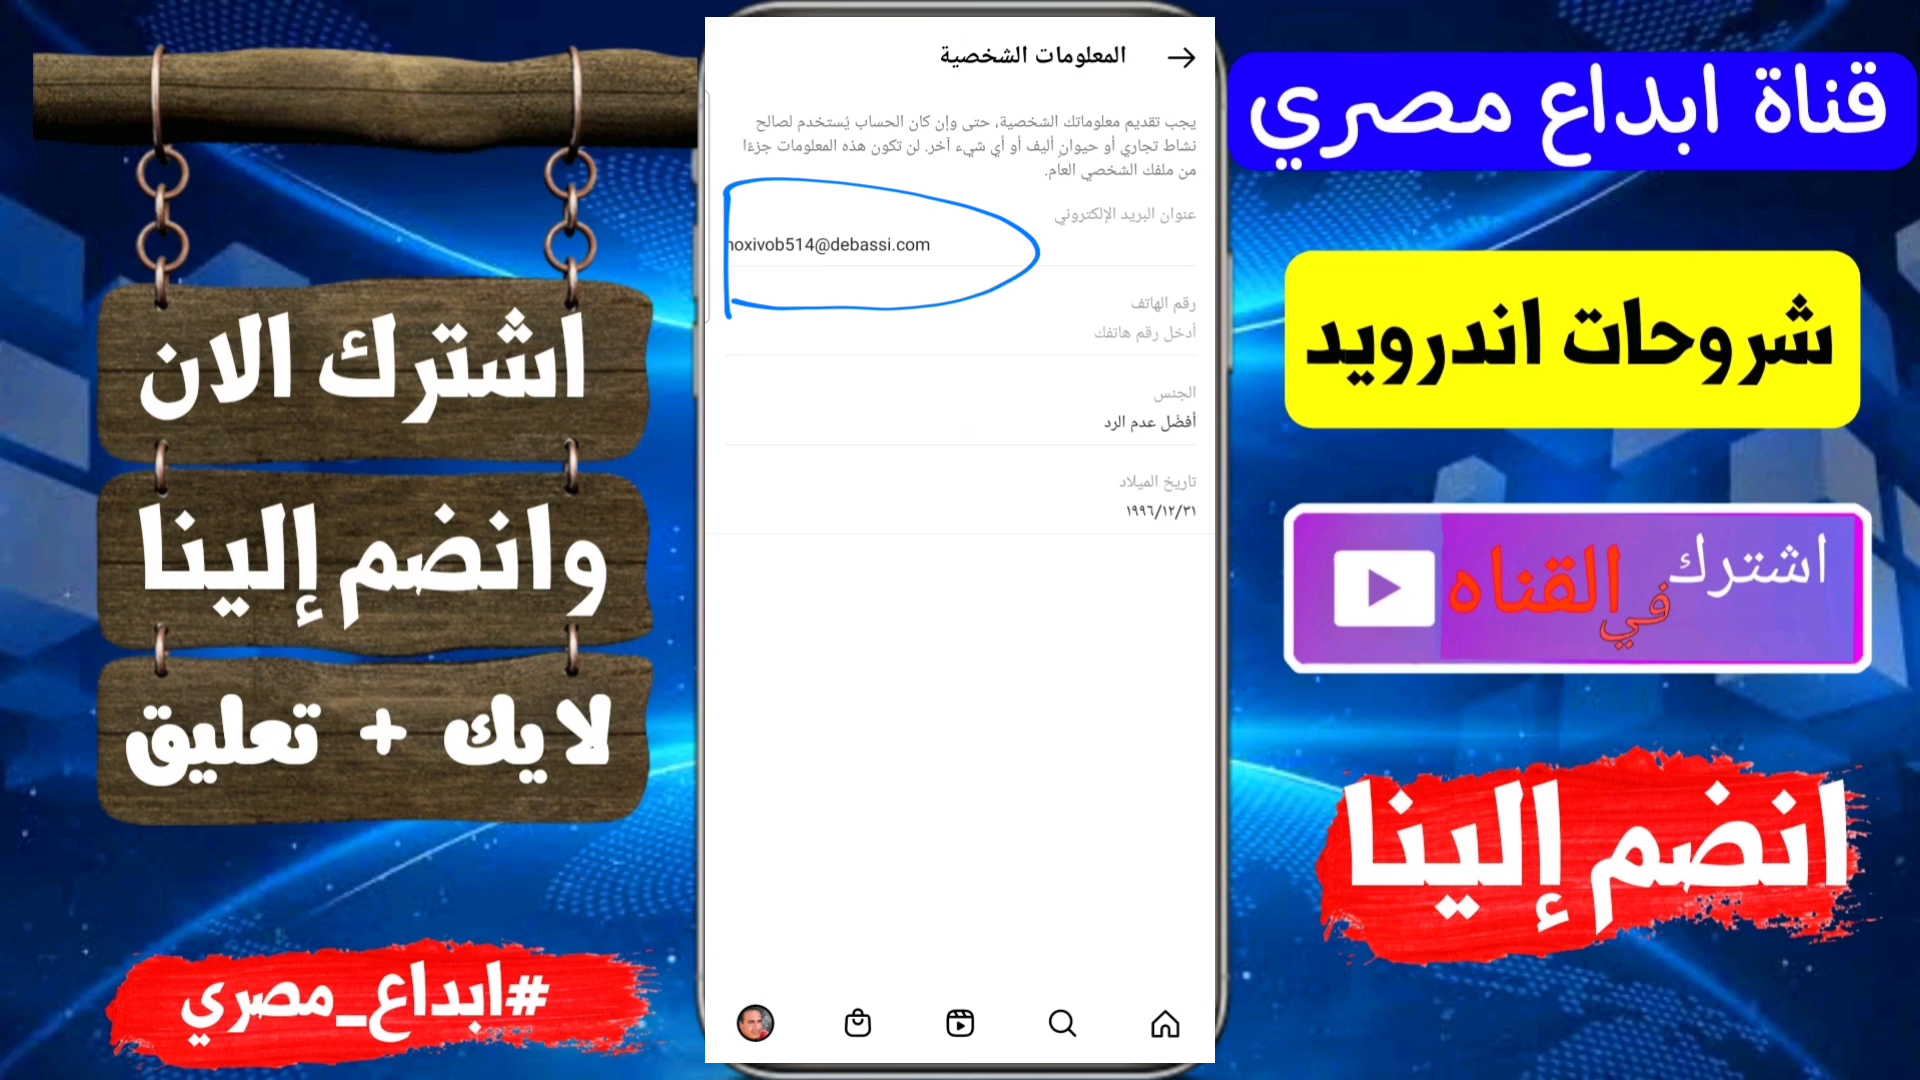 اشترك الان
وانضم إلينا
لايك + تعليق
#ابداع_مصري
المعلومات الشخصية
يجب تقديم معلوماتك الشخصية، حتى وإن كان الحساب يُستخدم لصالح
نشاط تجاري أو حيوان أليف أو أي شيء آخر. لن تكون هذه المعلومات جزءًا
من ملفك الشخصي العام.
عنوان البريد الإلكتروني
oxivob514@debassi.com
رقم الهاتف
أدخل رقم هاتفك
الجنس
أفضّل عدم الرد
تاريخ الميلاد
١٩٩٦/١٢/٣١
قناة ابداع مصري
شروحات اندرويد
اشترك في القناه
انضم إلينا